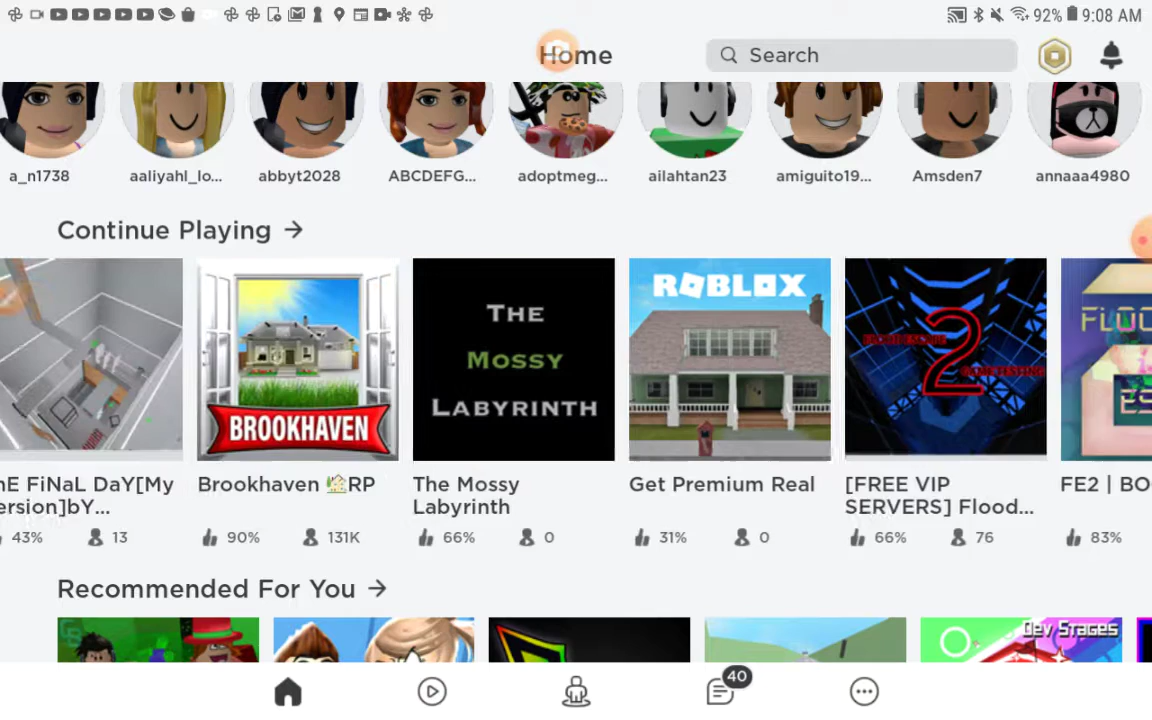 92% 9:08 AM
Home
Search
a_n1738 aaliyahl_lo... abbyt2028 ABCDEFG... adoptmeg... ailahtan23 amiguito19... Amsden7 annaaa4980
Continue Playing →
BROOKHAVEN
THE
MOSSY
LABYRINTH
ROBLOX
2
FLOO
ES
E FiNaL DaY[My
ersion]bY...
43% 13
Brookhaven 🏡RP
90% 131K
The Mossy
Labyrinth
66% 0
Get Premium Real
31% 0
[FREE VIP
SERVERS] Flood...
66% 76
FE2 | BO
83%
Recommended For You →
Dev Stages
40